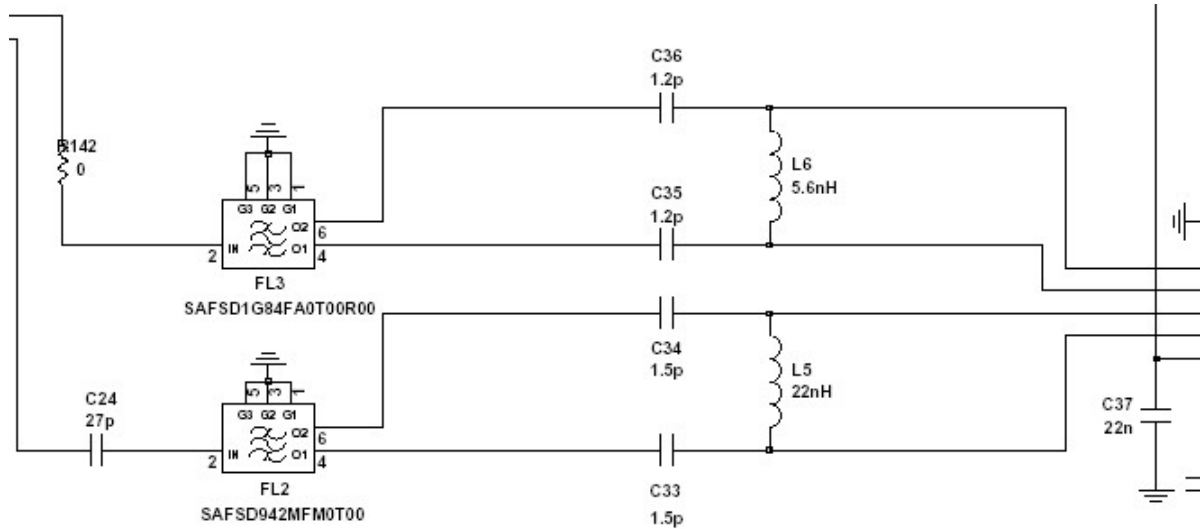 C36
1.2p
R142
0
L6
5.6nH
5 3 1
G3 G2 G1
C35
1.2p
O2
6
2 IN O1 4
FL3
SAFSD1G84FA0T00R00
C34
1.5p
5 3 1
G3 G2 G1
L5
22nH
C24
27p
C37
22n
O2
6
2 IN O1 4
FL2
SAFSD942MFM0T00
C33
1.5p